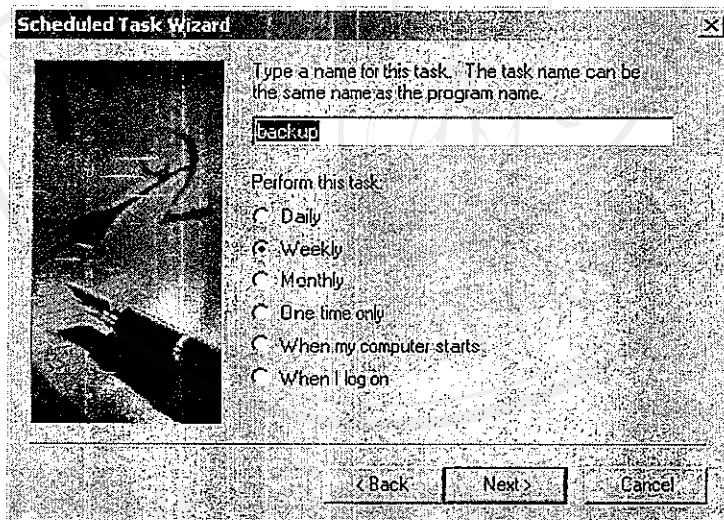 Scheduled Task Wizard
Type a name for this task. The task name can be
the same name as the program name.
backup
Perform this task:
Daily
Weekly
Monthly
One time only
When my computer starts
When I log on
< Back
Next >
Cancel